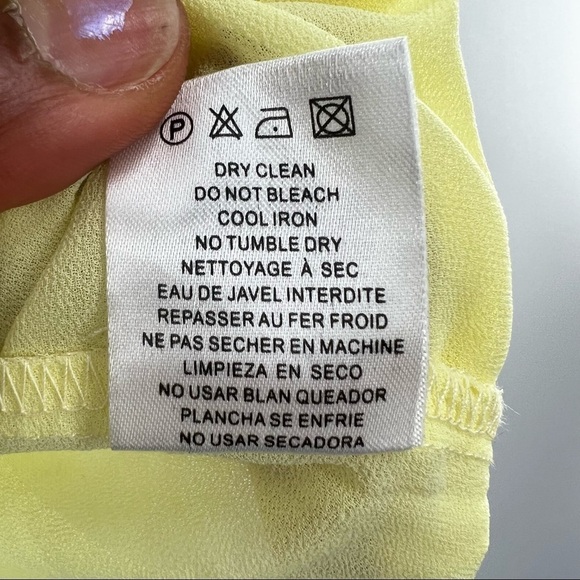 P
DRY CLEAN
DO NOT BLEACH
COOL IRON
NO TUMBLE DRY
NETTOYAGE À SEC
EAU DE JAVEL INTERDITE
REPASSER AU FER FROID
NE PAS SECHER EN MACHINE
LIMPIEZA EN SECO
NO USAR BLAN QUEADOR
PLANCHA SE ENFRIE
NO USAR SECADORA